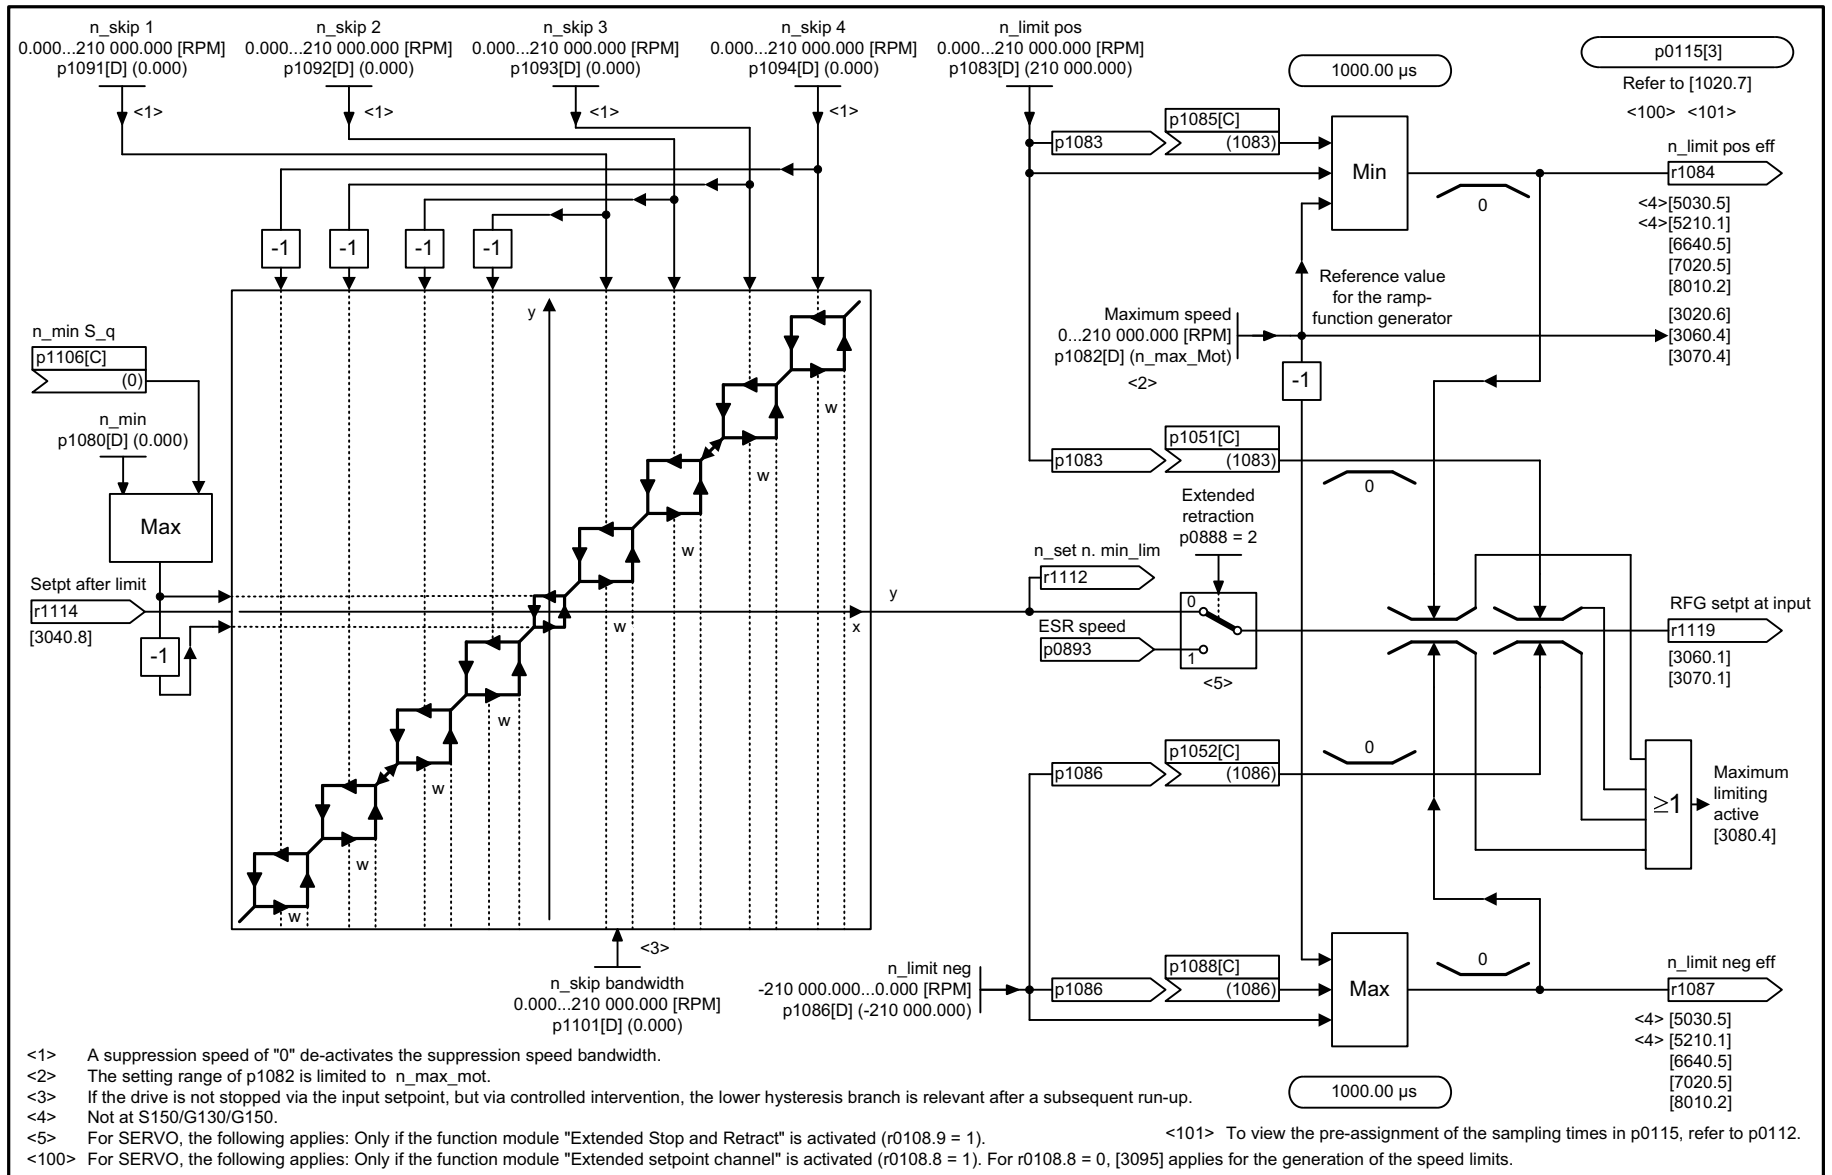 n_skip 1
0.000...210 000.000 [RPM]
p1091[D] (0.000)
<1>
n_skip 2
0.000...210 000.000 [RPM]
p1092[D] (0.000)
n_skip 3
0.000...210 000.000 [RPM]
p1093[D] (0.000)
<1>
n_skip 4
0.000...210 000.000 [RPM]
p1094[D] (0.000)
<1>
n_limit pos
0.000...210 000.000 [RPM]
p1083[D] (210 000.000)
1000.00 µs
p0115[3]
Refer to [1020.7]
<100> <101>
p1083
p1085[C]
(1083)
Min
0
n_limit pos eff
r1084
<4>[5030.5]
<4>[5210.1]
[6640.5]
[7020.5]
[8010.2]
[3020.6]
[3060.4]
[3070.4]
-1
-1
-1
-1
Reference value
for the ramp-
function generator
Maximum speed
0...210 000.000 [RPM]
p1082[D] (n_max_Mot)
<2>
-1
n_min S_q
p1106[C]
(0)
n_min
p1080[D] (0.000)
Max
Setpt after limit
r1114
[3040.8]
-1
y
x
y
w
w
w
w
w
w
w
w
p1083
p1051[C]
(1083)
0
Extended
retraction
p0888 = 2
n_set n. min_lim
r1112
ESR speed
p0893
0
1
<5>
RFG setpt at input
r1119
[3060.1]
[3070.1]
p1086
p1052[C]
(1086)
0
≥1
Maximum
limiting
active
[3080.4]
<3>
n_skip bandwidth
0.000...210 000.000 [RPM]
p1101[D] (0.000)
n_limit neg
-210 000.000...0.000 [RPM]
p1086[D] (-210 000.000)
p1086
p1088[C]
(1086)
Max
0
n_limit neg eff
r1087
<4> [5030.5]
<4> [5210.1]
[6640.5]
[7020.5]
[8010.2]
1000.00 µs
<1> A suppression speed of "0" de-activates the suppression speed bandwidth.
<2> The setting range of p1082 is limited to n_max_mot.
<3> If the drive is not stopped via the input setpoint, but via controlled intervention, the lower hysteresis branch is relevant after a subsequent run-up.
<4> Not at S150/G130/G150.
<5> For SERVO, the following applies: Only if the function module "Extended Stop and Retract" is activated (r0108.9 = 1).
<101> To view the pre-assignment of the sampling times in p0115, refer to p0112.
<100> For SERVO, the following applies: Only if the function module "Extended setpoint channel" is activated (r0108.8 = 1). For r0108.8 = 0, [3095] applies for the generation of the speed limits.